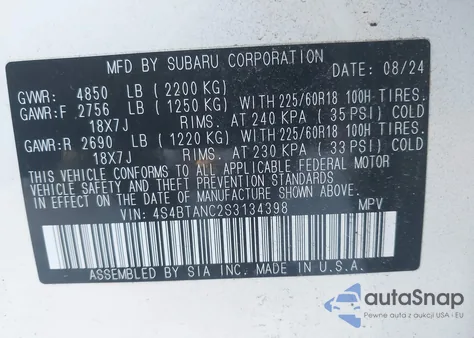 MFD BY SUBARU CORPORATION
DATE: 08/24
GVWR: 4850 LB (2200 KG)
GAWR:F 2756 LB (1250 KG) WITH 225/60R18 100H TIRES.
18X7J RIMS. AT 240 KPA (35 PSI) COLD
GAWR:R 2690 LB (1220 KG) WITH 225/60R18 100H TIRES.
18X7J RIMS. AT 230 KPA (33 PSI) COLD
THIS VEHICLE CONFORMS TO ALL APPLICABLE FEDERAL MOTOR
VEHICLE SAFETY AND THEFT PREVENTION STANDARDS IN EFFECT
ON THE DATE OF MANUFACTURE SHOWN ABOVE.
VIN: 4S4BTANC2S3134398 MPV
ASSEMBLED BY SIA INC. MADE IN U.S.A.
autoSnap
Pewne auta z aukcji USA - EU